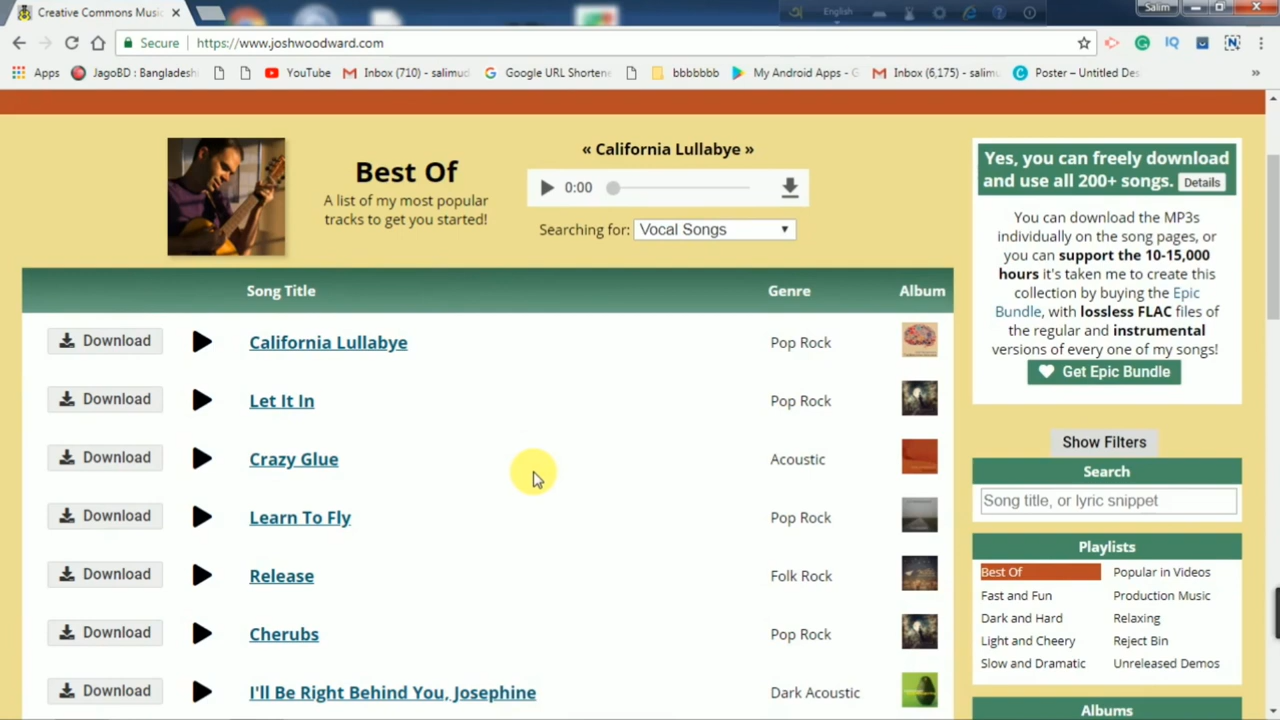 Creative Commons Musi
English
Salim
Secure
https://www.joshwoodward.com
Apps
JagoBD : Bangladesh
YouTube
Inbox (710) - salimud
Google URL Shortene
bbbbbbb
My Android Apps - G
Inbox (6,175) - salim
Poster – Untitled Des
»
Best Of
A list of my most popular
tracks to get you started!
« California Lullabye »
0:00
Searching for: Vocal Songs
Song Title Genre Album
Download California Lullabye Pop Rock
Download Let It In Pop Rock
Download Crazy Glue Acoustic
Download Learn To Fly Pop Rock
Download Release Folk Rock
Download Cherubs Pop Rock
Download I'll Be Right Behind You, Josephine Dark Acoustic
Yes, you can freely download
and use all 200+ songs. Details
You can download the MP3s
individually on the song pages, or
you can support the 10-15,000
hours it's taken me to create this
collection by buying the Epic
Bundle, with lossless FLAC files of
the regular and instrumental
versions of every one of my songs!
Get Epic Bundle
Show Filters
Search
Song title, or lyric snippet
Playlists
Best Of Popular in Videos
Fast and Fun Production Music
Dark and Hard Relaxing
Light and Cheery Reject Bin
Slow and Dramatic Unreleased Demos
Albums